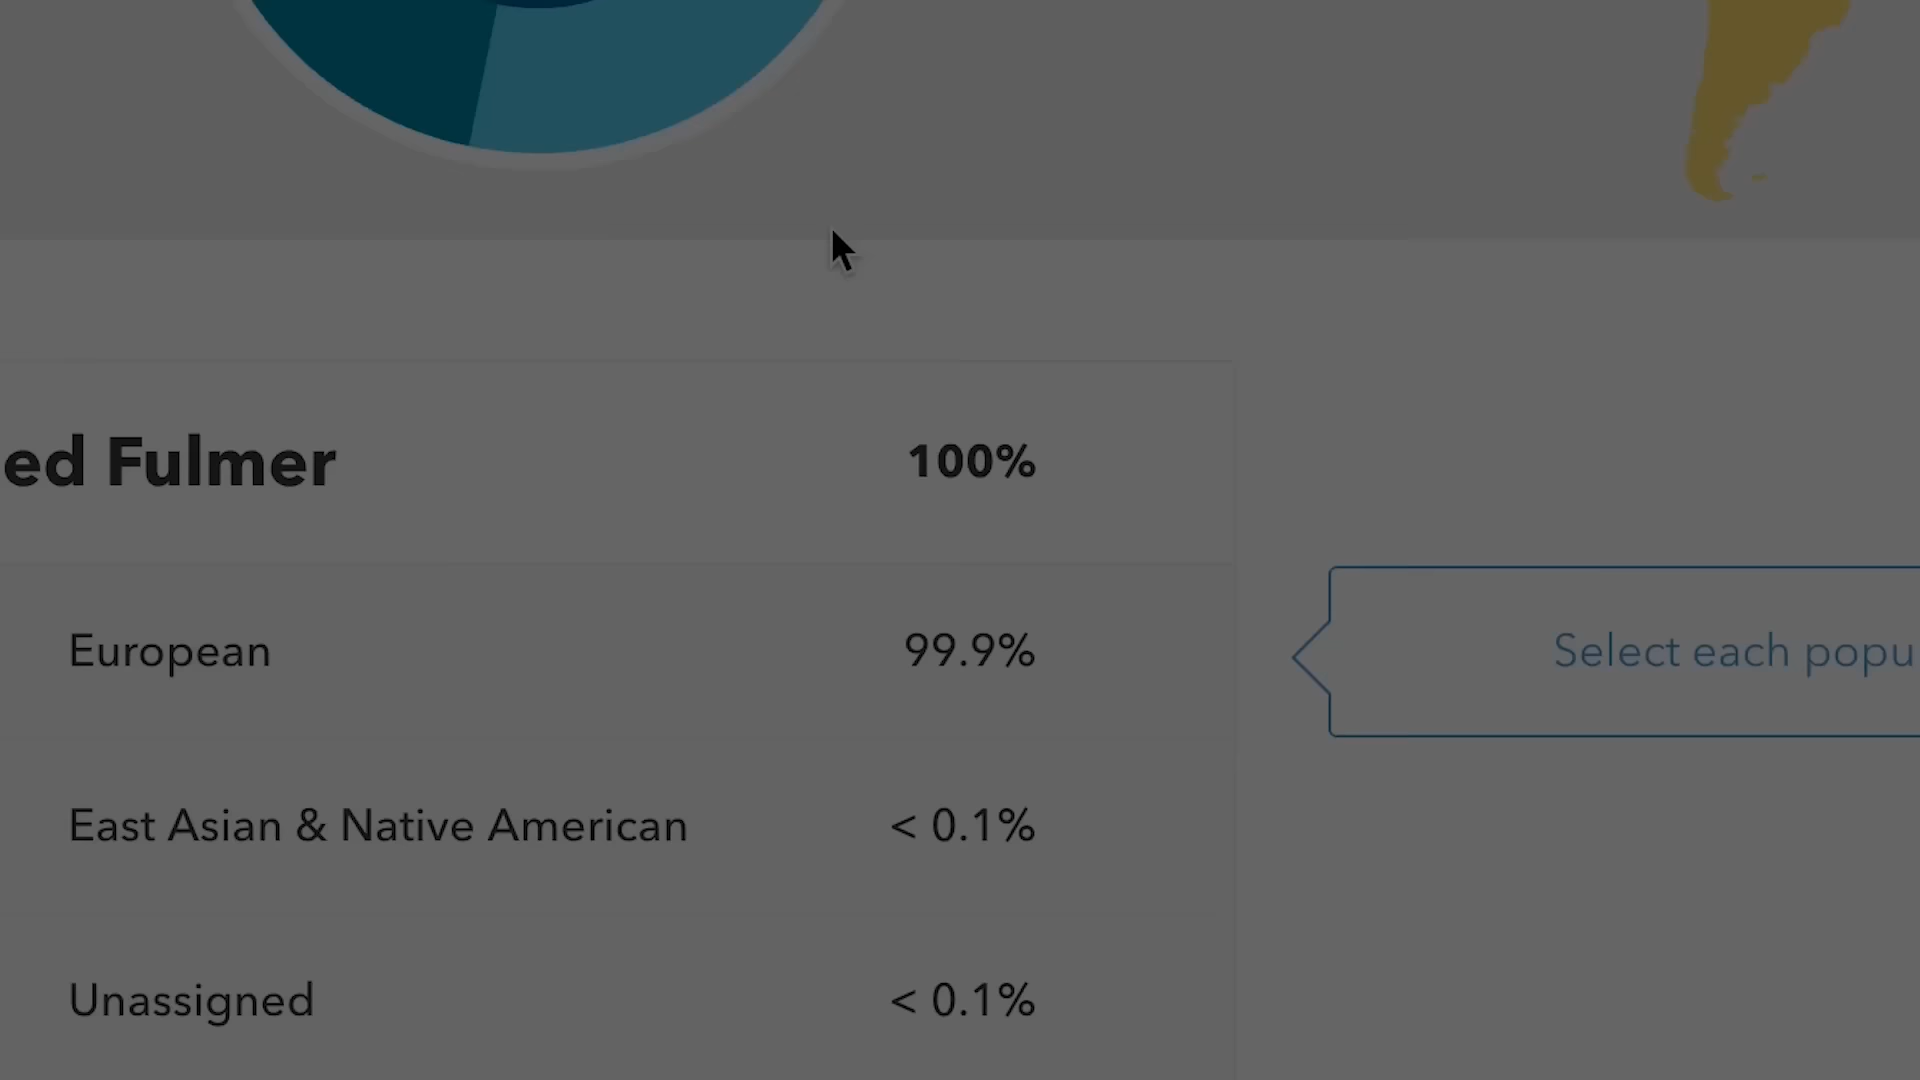 ed Fulmer 100%
European 99.9%
Select each popu
East Asian & Native American < 0.1%
Unassigned < 0.1%